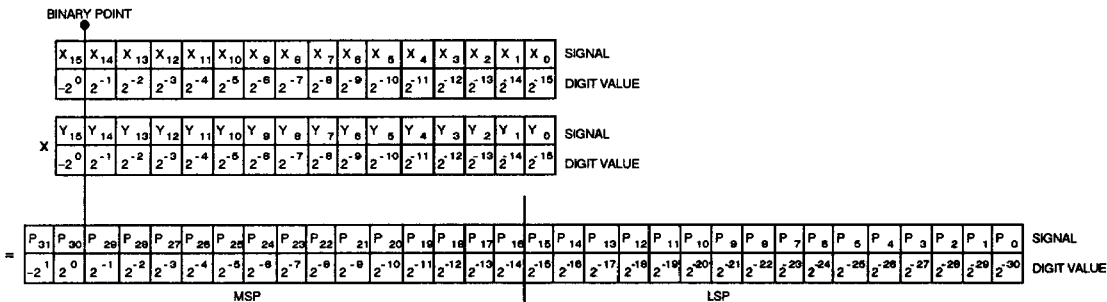 BINARY POINT
X15 X14 X13 X12 X11 X10 X9 X8 X7 X6 X5 X4 X3 X2 X1 X0 SIGNAL
-2^0 2^-1 2^-2 2^-3 2^-4 2^-5 2^-6 2^-7 2^-8 2^-9 2^-10 2^-11 2^-12 2^-13 2^-14 2^-15 DIGIT VALUE
Y15 Y14 Y13 Y12 Y11 Y10 Y9 Y8 Y7 Y6 Y5 Y4 Y3 Y2 Y1 Y0 SIGNAL
X -2^0 2^-1 2^-2 2^-3 2^-4 2^-5 2^-6 2^-7 2^-8 2^-9 2^-10 2^-11 2^-12 2^-13 2^-14 2^-15 DIGIT VALUE
P31 P30 P29 P28 P27 P26 P25 P24 P23 P22 P21 P20 P19 P18 P17 P16 P15 P14 P13 P12 P11 P10 P9 P8 P7 P6 P5 P4 P3 P2 P1 P0 SIGNAL
= -2^1 2^0 2^-1 2^-2 2^-3 2^-4 2^-5 2^-6 2^-7 2^-8 2^-9 2^-10 2^-11 2^-12 2^-13 2^-14 2^-15 2^-16 2^-17 2^-18 2^-19 2^-20 2^-21 2^-22 2^-23 2^-24 2^-25 2^-26 2^-27 2^-28 2^-29 2^-30 DIGIT VALUE
MSP LSP